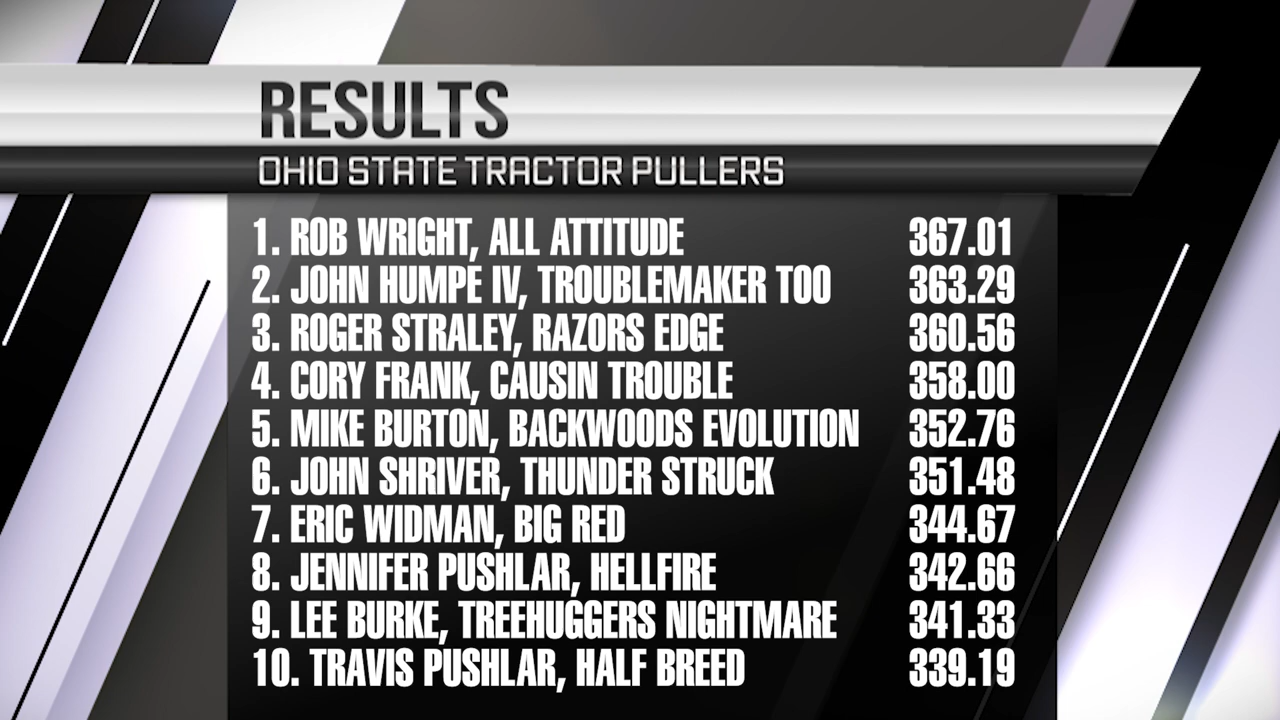 RESULTS
OHIO STATE TRACTOR PULLERS
1. ROB WRIGHT, ALL ATTITUDE 367.01
2. JOHN HUMPE IV, TROUBLEMAKER TOO 363.29
3. ROGER STRALEY, RAZORS EDGE 360.56
4. CORY FRANK, CAUSIN TROUBLE 358.00
5. MIKE BURTON, BACKWOODS EVOLUTION 352.76
6. JOHN SHRIVER, THUNDER STRUCK 351.48
7. ERIC WIDMAN, BIG RED 344.67
8. JENNIFER PUSHLAR, HELLFIRE 342.66
9. LEE BURKE, TREEHUGGERS NIGHTMARE 341.33
10. TRAVIS PUSHLAR, HALF BREED 339.19